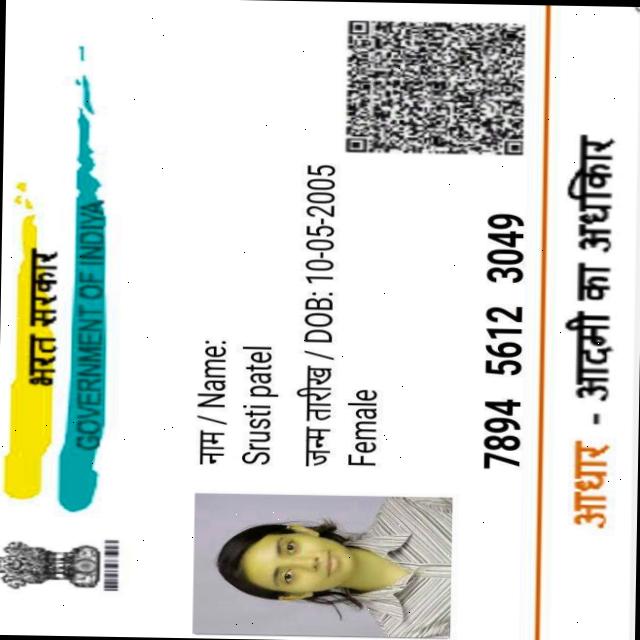 भरत सरकार
GOVERNMENT OF INDIYA
नाम / Name:
Srusti patel
जन्म तारीख / DOB: 10-05-2005
Female
7894 5612 3049
आधार - आदमी का अधकिार